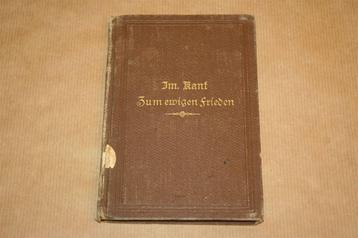 Im. Kant
Zum ewigen Frieden